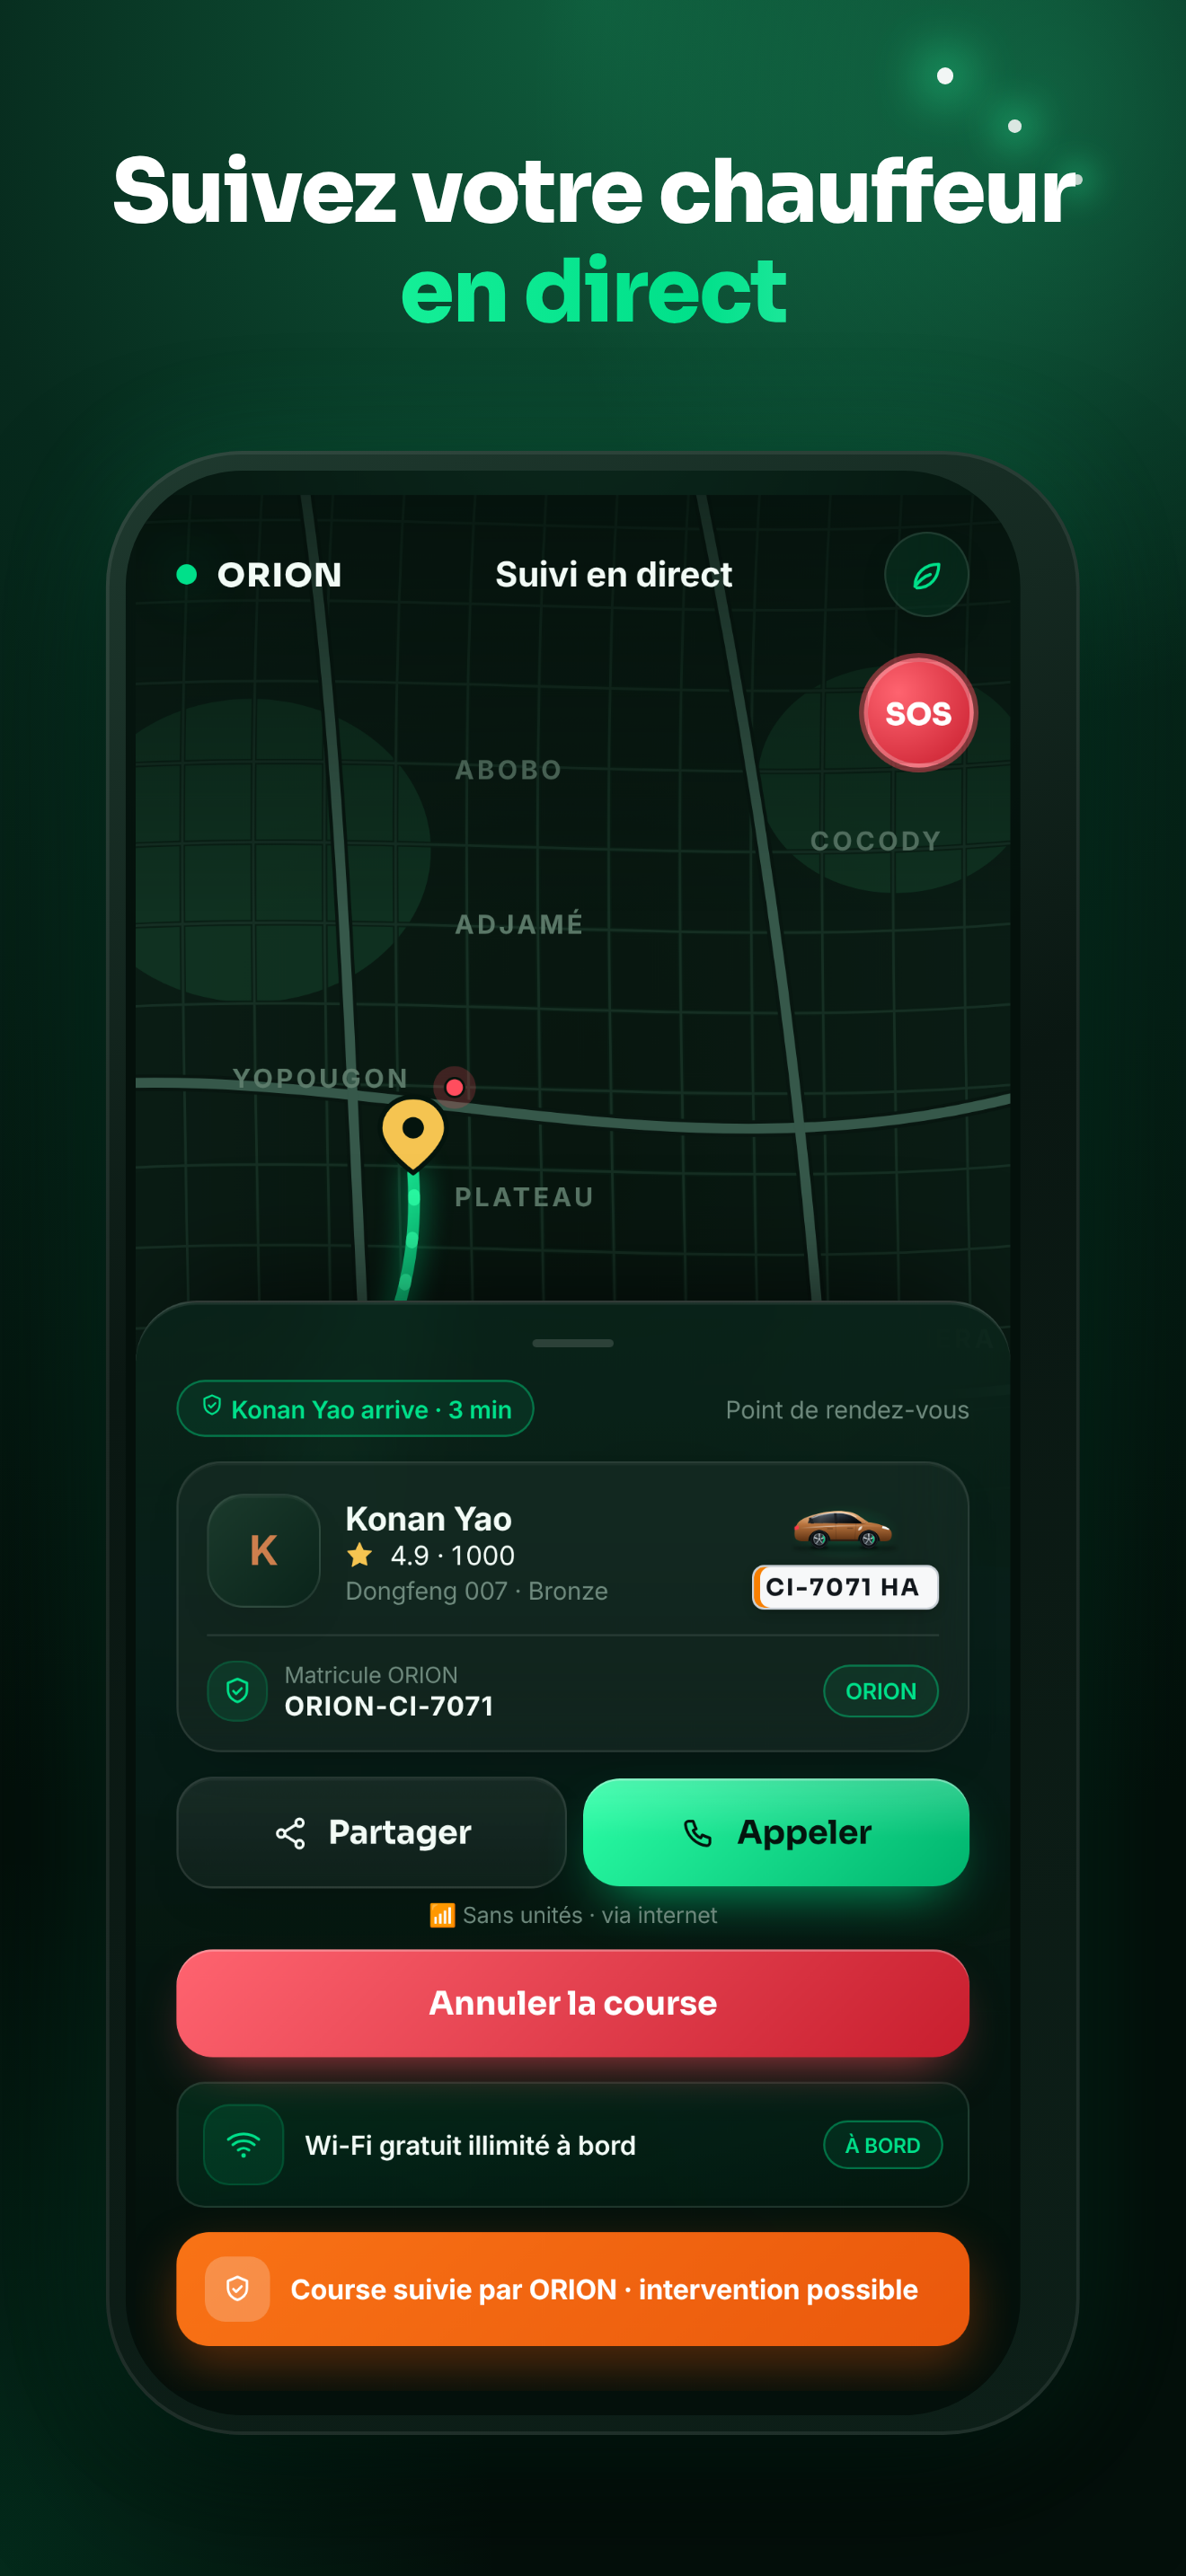 Suivez votre chauffeur
en direct
ORION
Suivi en direct
SOS
ABOBO
COCODY
ADJAMÉ
YOPOUGON
PLATEAU
Konan Yao arrive · 3 min
Point de rendez-vous
K
Konan Yao
4.9 · 1000
Dongfeng 007 · Bronze
CI-7071 HA
Matricule ORION
ORION-CI-7071
ORION
Partager
Appeler
Sans unités · via internet
Annuler la course
Wi-Fi gratuit illimité à bord
À BORD
Course suivie par ORION · intervention possible